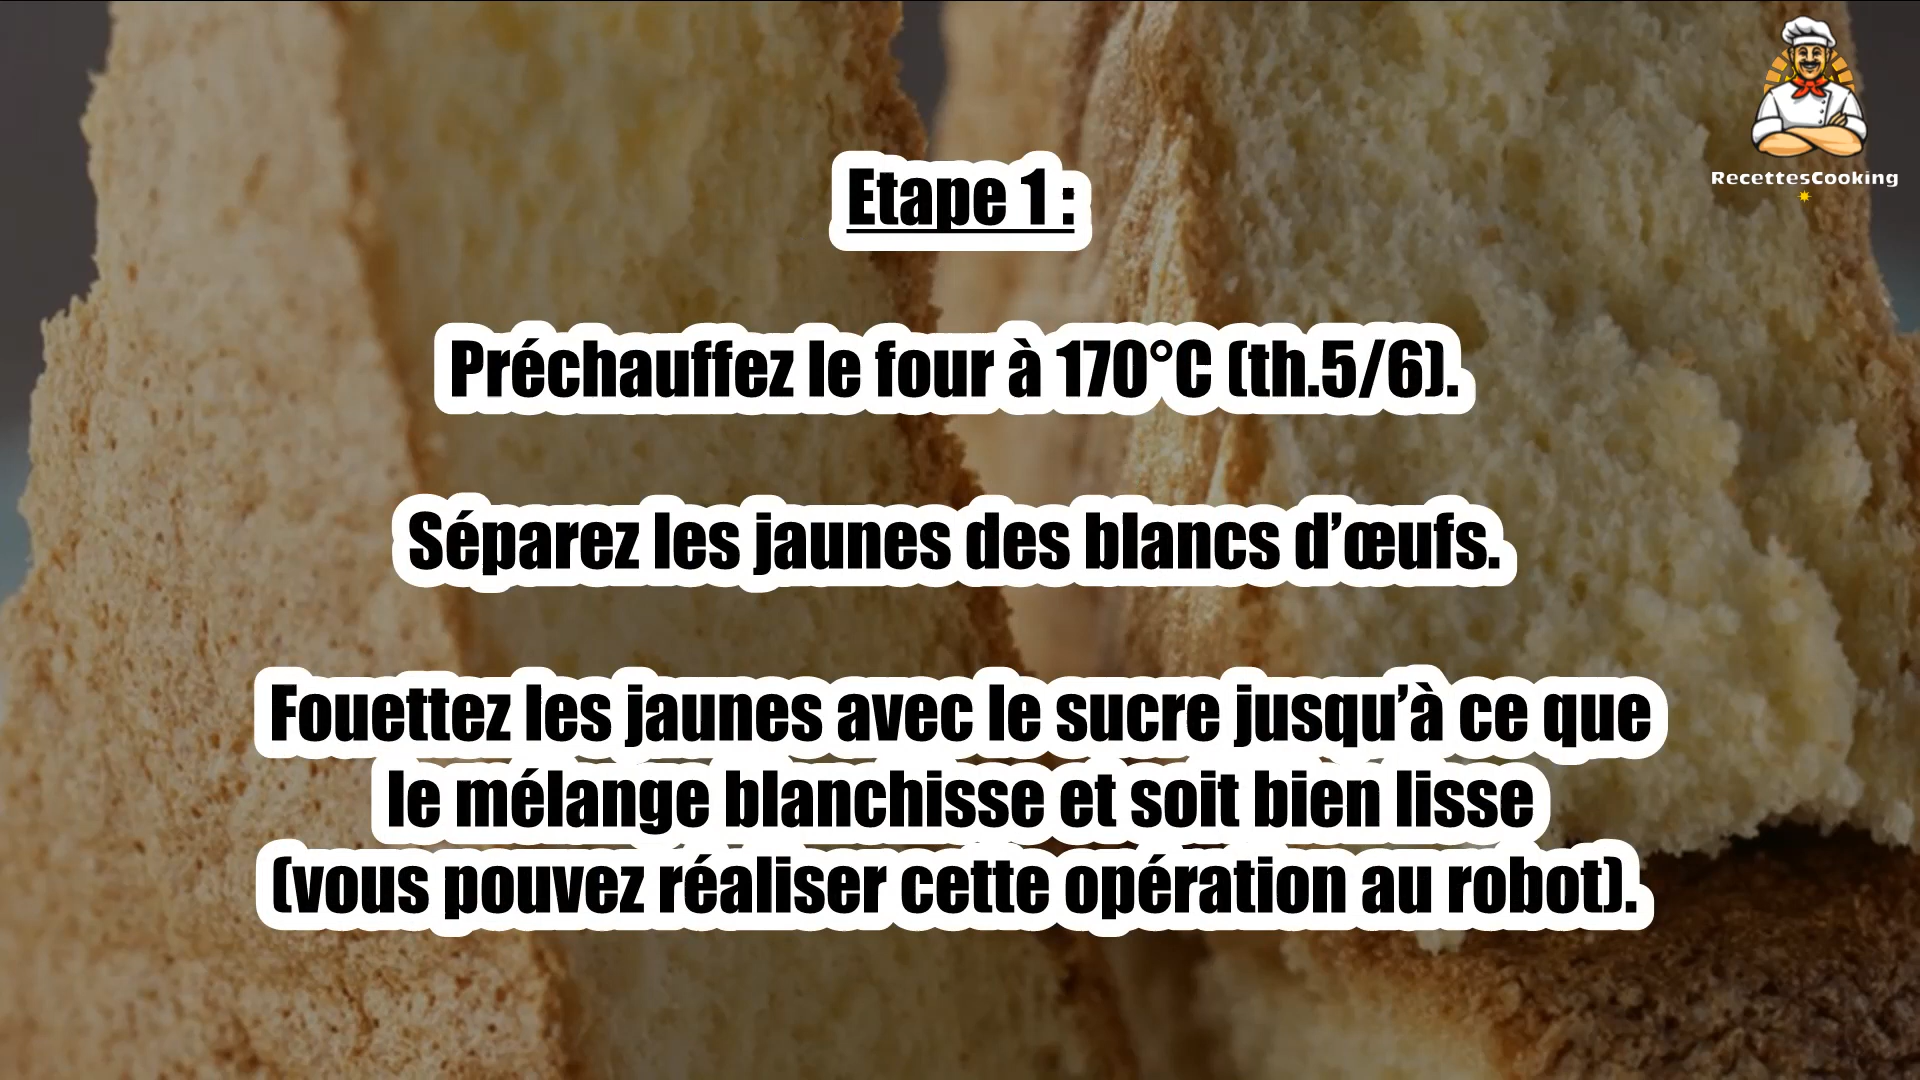 RecettesCooking
Etape 1 :
Préchauffez le four à 170°C (th.5/6).
Séparez les jaunes des blancs d’œufs.
Fouettez les jaunes avec le sucre jusqu’à ce que
le mélange blanchisse et soit bien lisse
(vous pouvez réaliser cette opération au robot).